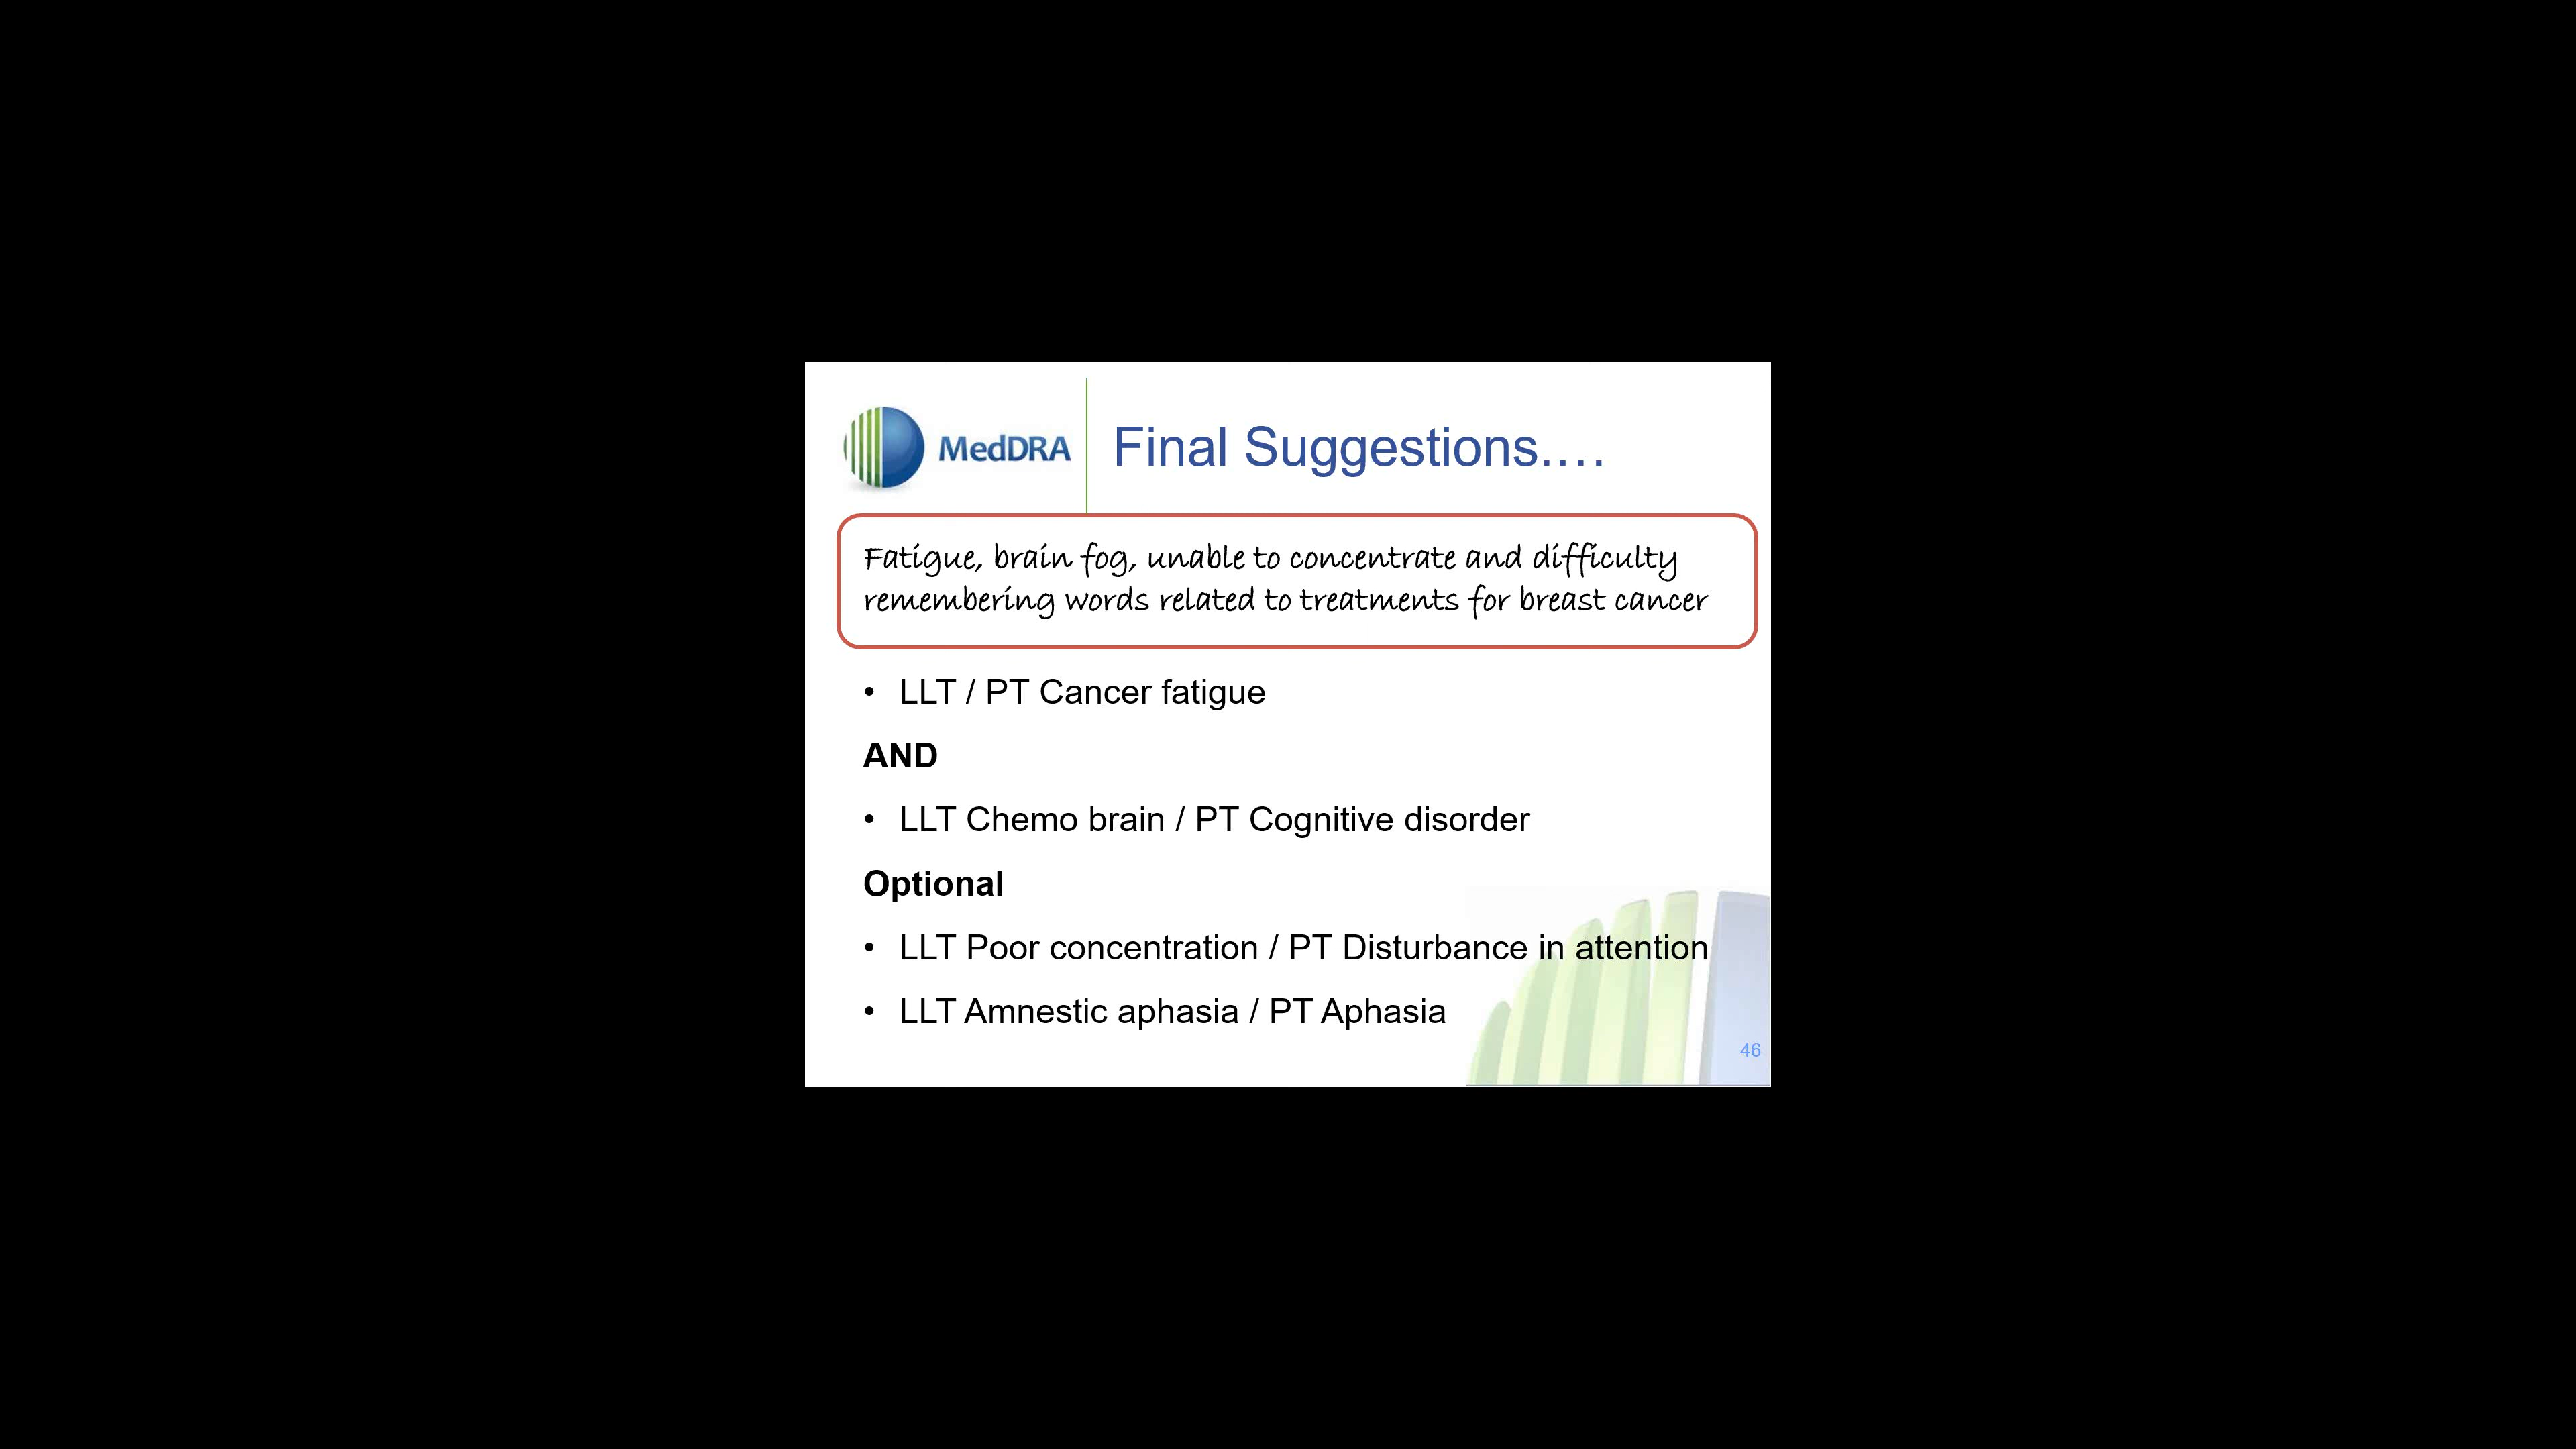 MedDRA
Final Suggestions....
Fatigue, brain fog, unable to concentrate and difficulty
remembering words related to treatments for breast cancer
• LLT / PT Cancer fatigue
AND
• LLT Chemo brain / PT Cognitive disorder
Optional
• LLT Poor concentration / PT Disturbance in attention
• LLT Amnestic aphasia / PT Aphasia
46